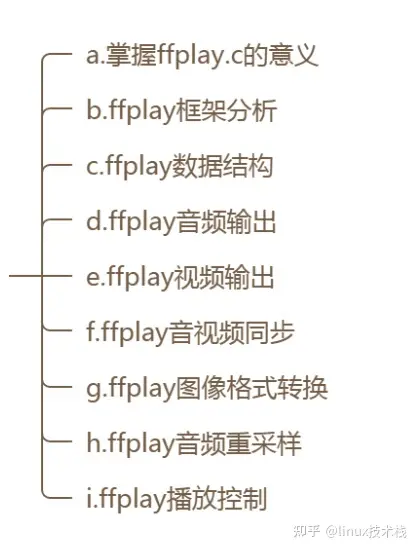 a.掌握ffplay.c的意义
b.ffplay框架分析
c.ffplay数据结构
d.ffplay音频输出
e.ffplay视频输出
f.ffplay音视频同步
g.ffplay图像格式转换
h.ffplay音频重采样
i.ffplay播放控制
知乎 @linux技术栈